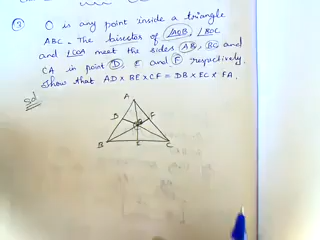 ③ O is any point inside a triangle
ABC. The bisector of ∠AOB ∠BOC
and ∠COA meet the sides AB, BC and
CA in point D, E and F respectively.
Show that AD × BE × CF = DB × EC × FA.
Sol
A
D F
O
B E C